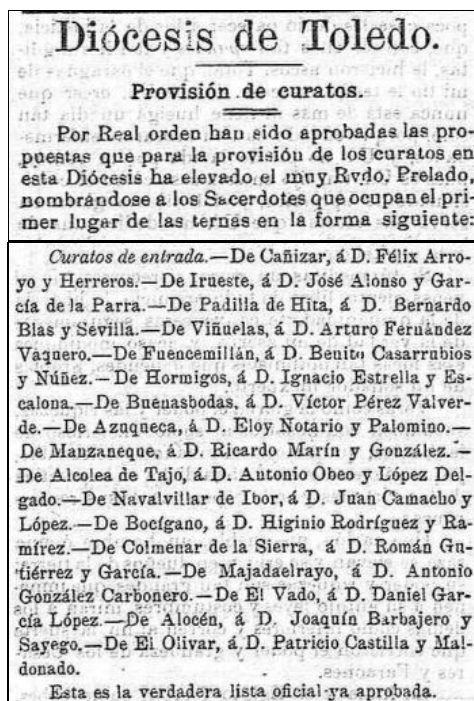 Diócesis de Toledo.
Provisión de curatos.
Por Real orden han sido aprobadas las pro-
puestas que para la provisión de los curatos en
esta Diócesis ha elevado el muy Rvdo. Prelado,
nombrándose á los Sacerdotes que ocupan el pri-
mer lugar de las ternas en la forma siguiente:
Curatos de entrada.—De Cañizar, á D. Félix Arro-
yo y Herreros.—De Irueste, á D. José Alonso y Gar-
cía de la Parra.—De Padilla de Hita, á D. Bernardo
Blas y Sevilla.—De Viñuelas, á D. Arturo Fernández
Vaquero.—De Fuencemillán, á D. Benito Casarrubios
y Núñez.—De Hormigos, á D. Ignacio Estrella y Es-
calona.—De Buenasbodas, á D. Víctor Pérez Valver-
de.—De Azuqueca, á D. Eloy Notario y Palomino.—
De Manzaneque, á D. Ricardo Marín y González.—
De Alcolea de Tajo, á D. Antonio Obeo y López Del-
gado.—De Navalvillar de Ibor, á D. Juan Camacho y
López.—De Bocígano, á D. Higinio Rodríguez y Ra-
mírez.—De Colmenar de la Sierra, á D. Román Gu-
tiérrez y García.—De Majadaelrayo, á D. Antonio
González Carbonero.—De El Vado, á D. Daniel Gar-
cía López.—De Alocén, á D. Joaquín Barbajero y
Sayego.—De El Olivar, á D. Patricio Castilla y Mal-
donado.
Esta es la verdadera lista oficial ya aprobada.